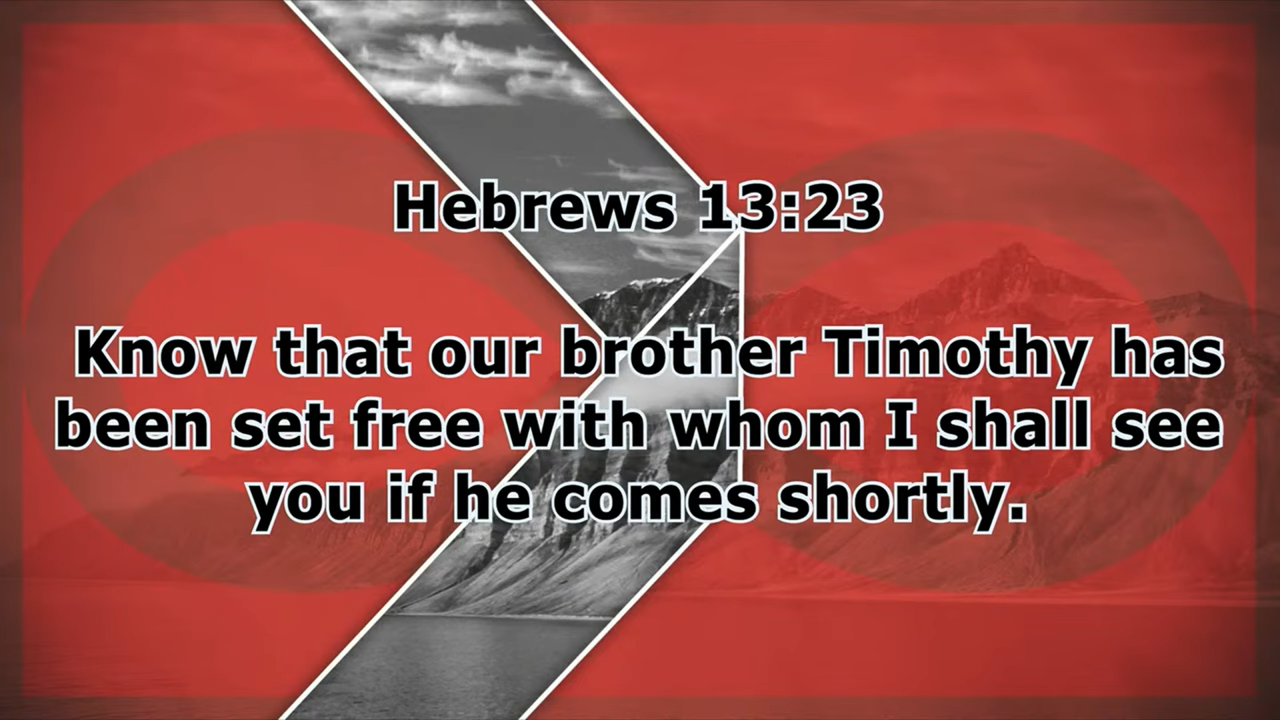 Hebrews 13:23
Know that our brother Timothy has
been set free with whom I shall see
you if he comes shortly.